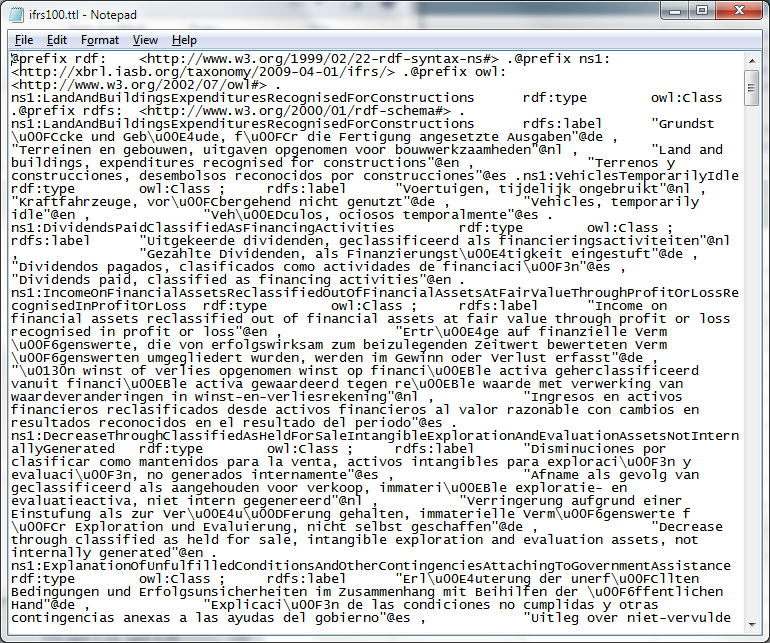 ifrs100.ttl - Notepad
File Edit Format View Help
@prefix rdf: <http://www.w3.org/1999/02/22-rdf-syntax-ns#> .@prefix ns1:
<http://xbrl.iasb.org/taxonomy/2009-04-01/ifrs/> .@prefix owl:
<http://www.w3.org/2002/07/owl#> .
ns1:LandAndBuildingsExpendituresRecognisedForConstructions rdf:type owl:Class
.@prefix rdfs: <http://www.w3.org/2000/01/rdf-schema#> .
ns1:LandAndBuildingsExpendituresRecognisedForConstructions rdfs:label "Grundst
\u00FCcke und Geb\u00E4ude, f\u00FCr die Fertigung angesetzte Ausgaben"@de ,
"Terreinen en gebouwen, uitgaven opgenomen voor bouwwerkzaamheden"@nl , "Land and
buildings, expenditures recognised for constructions"@en , "Terrenos y
construcciones, desembolsos reconocidos por construcciones"@es .ns1:VehiclesTemporarilyIdle
rdf:type owl:Class ; rdfs:label "Voertuigen, tijdelijk ongebruikt"@nl ,
"Kraftfahrzeuge, vor\u00FCbergehend nicht genutzt"@de , "Vehicles, temporarily
idle"@en , "Veh\u00EDculos, ociosos temporalmente"@es .
ns1:DividendsPaidClassifiedAsFinancingActivities rdf:type owl:Class ;
rdfs:label "Uitgekeerde dividenden, geclassificeerd als financieringsactiviteiten"@nl
, "Gezahlte Dividenden, als Finanzierungst\u00E4tigkeit eingestuft"@de ,
"Dividendos pagados, clasificados como actividades de financiaci\u00F3n"@es ,
"Dividends paid, classified as financing activities"@en .
ns1:IncomeOnFinancialAssetsReclassifiedOutOfFinancialAssetsAtFairValueThroughProfitOrLossRe
cognisedInProfitOrLoss rdf:type owl:Class ; rdfs:label "Income on
financial assets reclassified out of financial assets at fair value through profit or loss
recognised in profit or loss"@en , "Ertr\u00E4ge auf finanzielle Verm
\u00F6genswerte, die von erfolgswirksam zum beizulegenden Zeitwert bewerteten Verm
\u00F6genswerten umgegliedert wurden, werden im Gewinn oder Verlust erfasst"@de ,
"\u013On winst of verlies opgenomen winst op financi\u00EBle activa geherclassificeerd
vanuit financi\u00EBle activa gewaardeerd tegen re\u00EBle waarde met verwerking van
waardeveranderingen in winst-en-verliesrekening"@nl , "Ingresos en activos
financieros reclasificados desde activos financieros al valor razonable con cambios en
resultados reconocidos en el resultado del periodo"@es .
ns1:DecreaseThroughClassifiedAsHeldForSaleIntangibleExplorationAndEvaluationAssetsNotIntern
allyGenerated rdf:type owl:Class ; rdfs:label "Disminuciones por
clasificar como mantenidos para la venta, activos intangibles para exploraci\u00F3n y
evaluaci\u00F3n, no generados internamente"@es , "Afname als gevolg van
geclassificeerd als aangehouden voor verkoop, immateri\u00EBle exploratie- en
evaluatieactiva, niet intern gegenereerd"@nl , "Verringerung aufgrund einer
Einstufung als zur Ver\u00E4u\u00DFerung gehalten, immaterielle Verm\u00F6genswerte f
\u00FCr Exploration und Evaluierung, nicht selbst geschaffen"@de , "Decrease
through classified as held for sale, intangible exploration and evaluation assets, not
internally generated"@en .
ns1:ExplanationOfUnfulfilledConditionsAndOtherContingenciesAttachingToGovernmentAssistance
rdf:type owl:Class ; rdfs:label "Erl\u00E4uterung der unerf\u00FCllten
Bedingungen und Erfolgsunsicherheiten im Zusammenhang mit Beihilfen der \u00F6ffentlichen
Hand"@de , "Explicaci\u00F3n de las condiciones no cumplidas y otras
contingencias anexas a las ayudas del gobierno"@es , "Uitleg over niet-vervulde